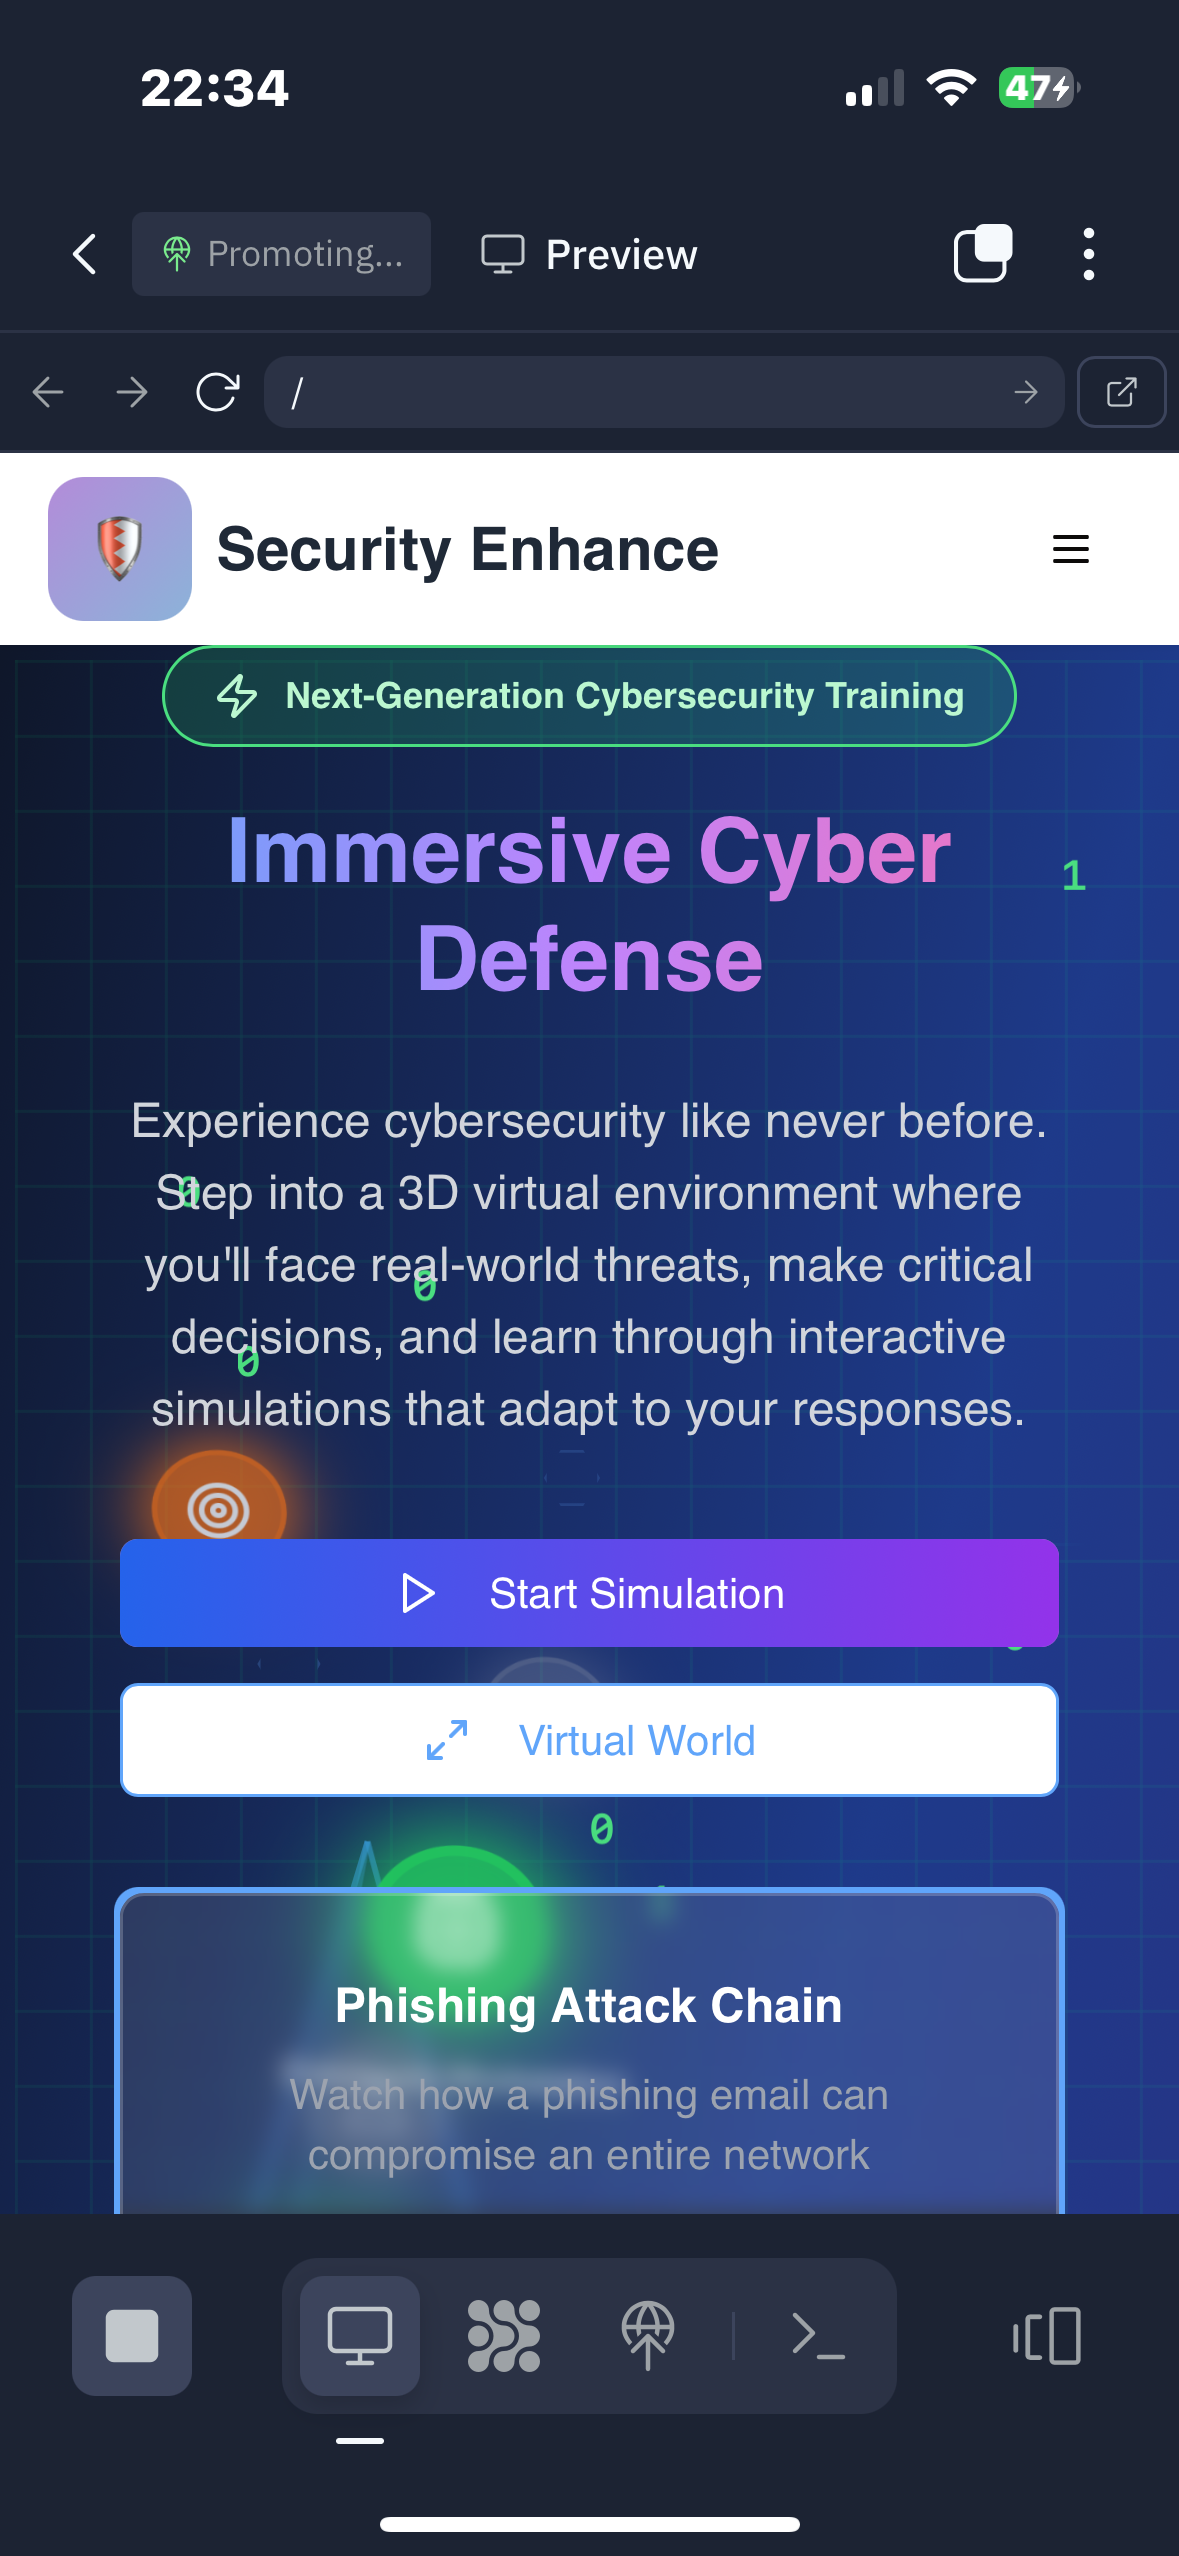 22:34
47
Promoting...
Preview
/
Security Enhance
Next-Generation Cybersecurity Training
Immersive Cyber
Defense
1
Experience cybersecurity like never before.
Step into a 3D virtual environment where
0
you'll face real-world threats, make critical
0
decisions, and learn through interactive
0
simulations that adapt to your responses.
Start Simulation
Virtual World
0
Phishing Attack Chain
Watch how a phishing email can
compromise an entire network